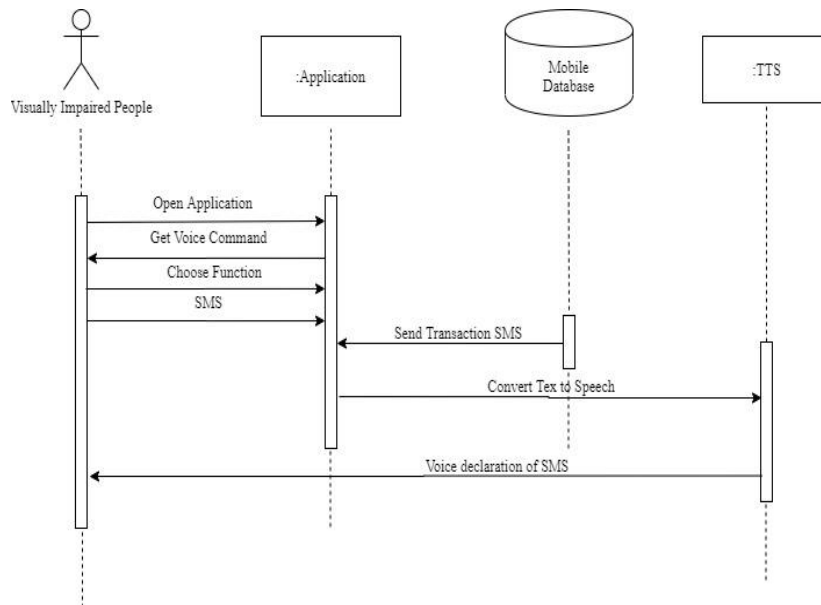 Visually Impaired People
:Application
Mobile
Database
:TTS
Open Application
Get Voice Command
Choose Function
SMS
Send Transaction SMS
Convert Tex to Speech
Voice declaration of SMS